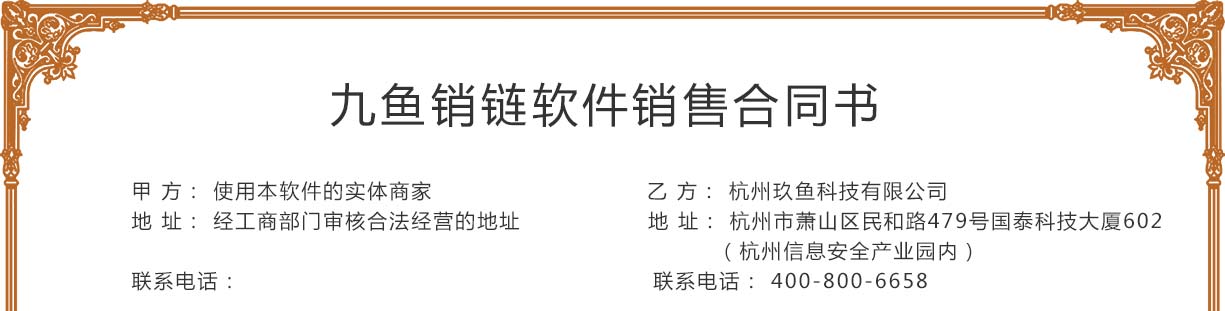 九鱼销链软件销售合同书
甲 方： 使用本软件的实体商家 乙 方： 杭州玖鱼科技有限公司
地 址： 经工商部门审核合法经营的地址 地 址： 杭州市萧山区民和路479号国泰科技大厦602
（杭州信息安全产业园内）
联系电话： 联系电话： 400-800-6658